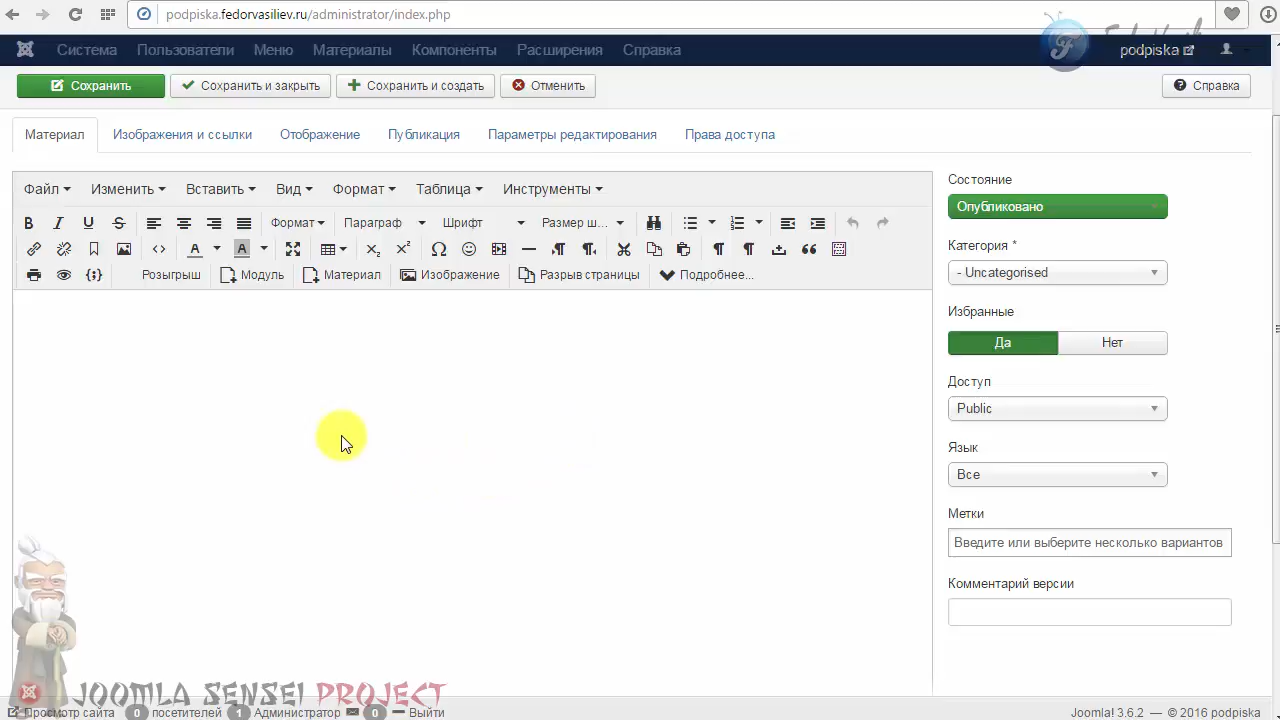 podpiska.fedorvasiliev.ru/administrator/index.php
Система Пользователи Меню Материалы Компоненты Расширения Справка podpiska
Сохранить Сохранить и закрыть Сохранить и создать Отменить Справка
Материал Изображения и ссылки Отображение Публикация Параметры редактирования Права доступа
Файл Изменить Вставить Вид Формат Таблица Инструменты
Формат Параграф Шрифт Размер ш...
Розыгрыш Модуль Материал Изображение Разрыв страницы Подробнее...
Состояние
Опубликовано
Категория *
- Uncategorised
Избранные
Да Нет
Доступ
Public
Язык
Все
Метки
Введите или выберите несколько вариантов
Комментарий версии
JOOMLA SENSEI PROJECT
Просмотр сайта 0 посетителей 1 Администратор 0 Выйти Joomla! 3.6.2 — © 2016 podpiska